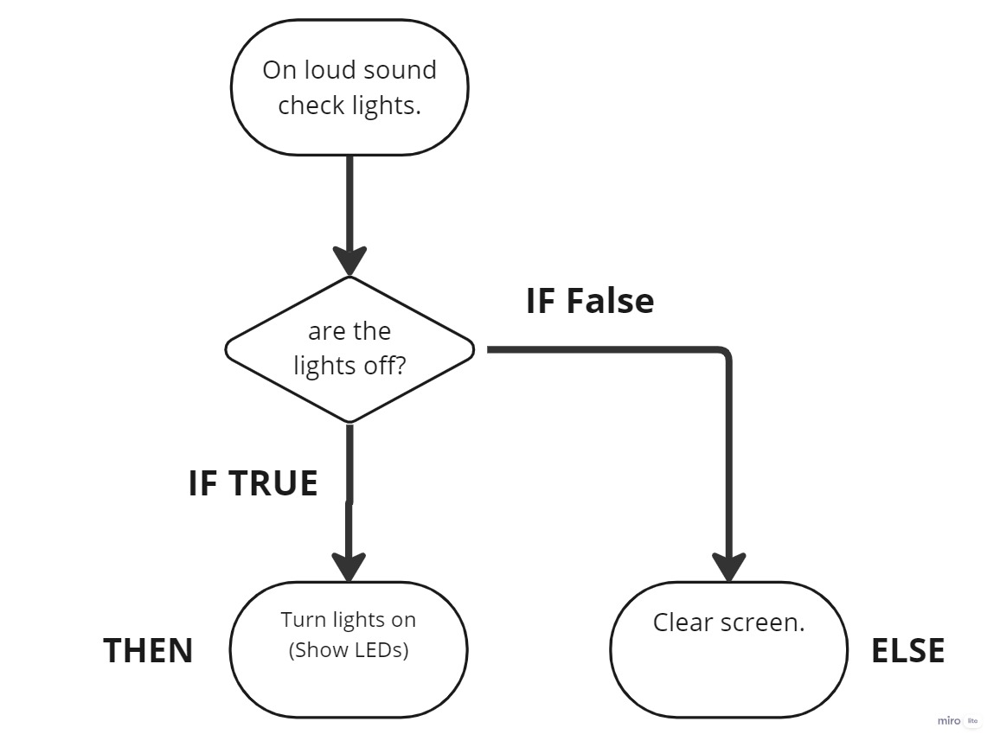 On loud sound
check lights.
IF False
are the
lights off?
IF TRUE
Turn lights on
(Show LEDs)
THEN
Clear screen.
ELSE
miro lite